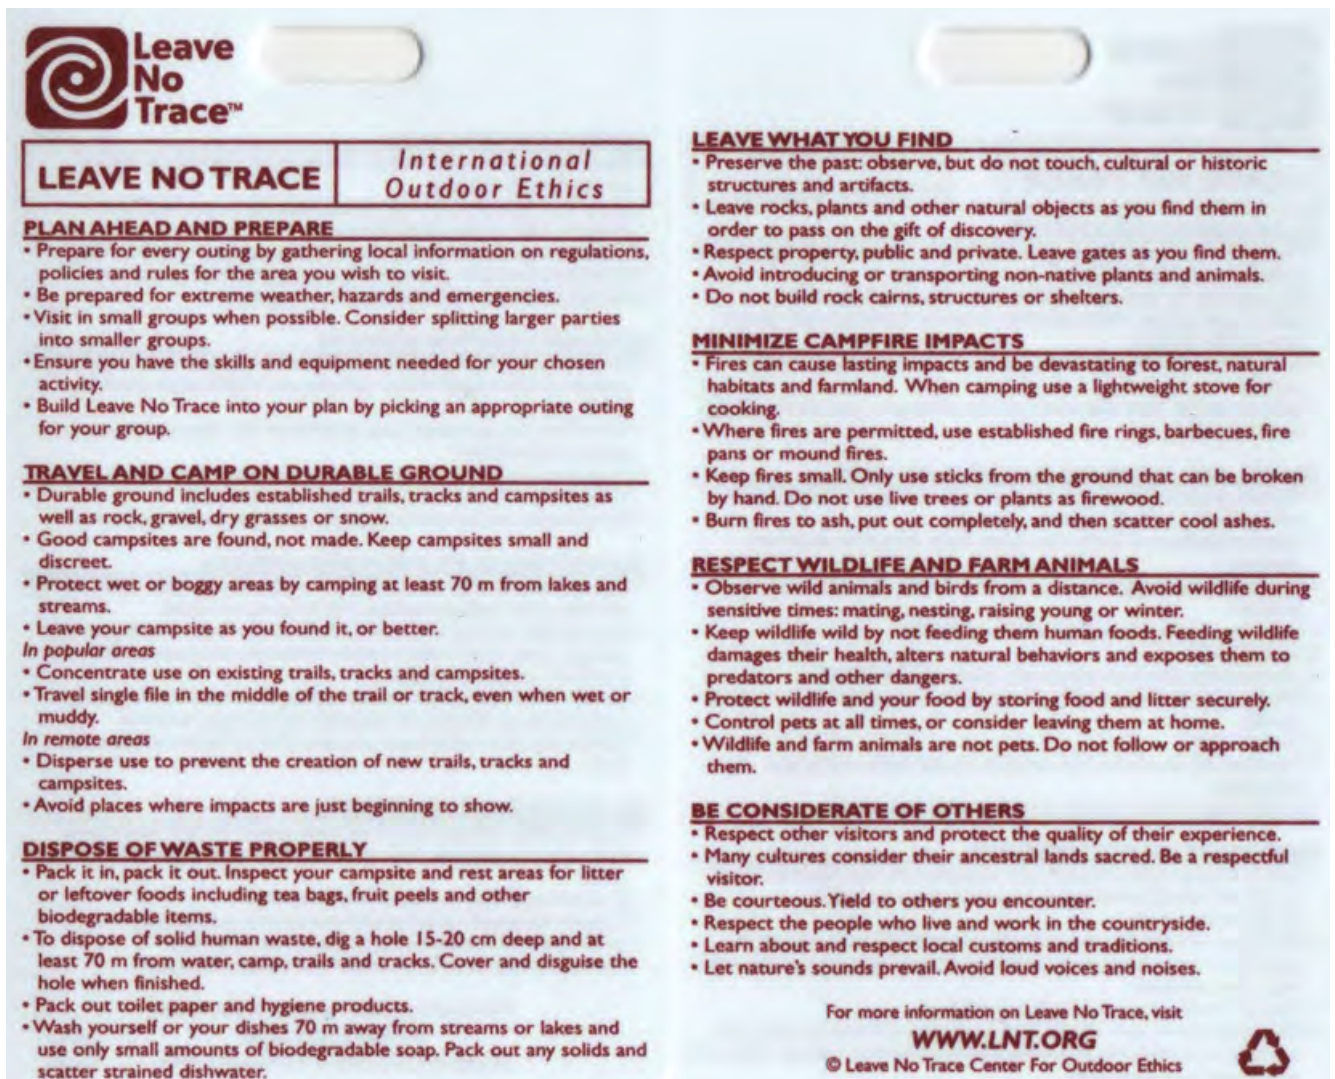 Leave
No
Trace™
LEAVE NO TRACE
International
Outdoor Ethics
PLAN AHEAD AND PREPARE
• Prepare for every outing by gathering local information on regulations,
policies and rules for the area you wish to visit.
• Be prepared for extreme weather, hazards and emergencies.
• Visit in small groups when possible. Consider splitting larger parties
into smaller groups.
• Ensure you have the skills and equipment needed for your chosen
activity.
• Build Leave No Trace into your plan by picking an appropriate outing
for your group.
TRAVEL AND CAMP ON DURABLE GROUND
• Durable ground includes established trails, tracks and campsites as
well as rock, gravel, dry grasses or snow.
• Good campsites are found, not made. Keep campsites small and
discreet.
• Protect wet or boggy areas by camping at least 70 m from lakes and
streams.
• Leave your campsite as you found it, or better.
In popular areas
• Concentrate use on existing trails, tracks and campsites.
• Travel single file in the middle of the trail or track, even when wet or
muddy.
In remote areas
• Disperse use to prevent the creation of new trails, tracks and
campsites.
• Avoid places where impacts are just beginning to show.
DISPOSE OF WASTE PROPERLY
• Pack it in, pack it out. Inspect your campsite and rest areas for litter
or leftover foods including tea bags, fruit peels and other
biodegradable items.
• To dispose of solid human waste, dig a hole 15-20 cm deep and at
least 70 m from water, camp, trails and tracks. Cover and disguise the
hole when finished.
• Pack out toilet paper and hygiene products.
• Wash yourself or your dishes 70 m away from streams or lakes and
use only small amounts of biodegradable soap. Pack out any solids and
scatter strained dishwater.
LEAVE WHAT YOU FIND
• Preserve the past: observe, but do not touch, cultural or historic
structures and artifacts.
• Leave rocks, plants and other natural objects as you find them in
order to pass on the gift of discovery.
• Respect property, public and private. Leave gates as you find them.
• Avoid introducing or transporting non-native plants and animals.
• Do not build rock cairns, structures or shelters.
MINIMIZE CAMPFIRE IMPACTS
• Fires can cause lasting impacts and be devastating to forest, natural
habitats and farmland. When camping use a lightweight stove for
cooking.
• Where fires are permitted, use established fire rings, barbecues, fire
pans or mound fires.
• Keep fires small. Only use sticks from the ground that can be broken
by hand. Do not use live trees or plants as firewood.
• Burn fires to ash, put out completely, and then scatter cool ashes.
RESPECT WILDLIFE AND FARM ANIMALS
• Observe wild animals and birds from a distance. Avoid wildlife during
sensitive times: mating, nesting, raising young or winter.
• Keep wildlife wild by not feeding them human foods. Feeding wildlife
damages their health, alters natural behaviors and exposes them to
predators and other dangers.
• Protect wildlife and your food by storing food and litter securely.
• Control pets at all times, or consider leaving them at home.
• Wildlife and farm animals are not pets. Do not follow or approach
them.
BE CONSIDERATE OF OTHERS
• Respect other visitors and protect the quality of their experience.
• Many cultures consider their ancestral lands sacred. Be a respectful
visitor.
• Be courteous. Yield to others you encounter.
• Respect the people who live and work in the countryside.
• Learn about and respect local customs and traditions.
• Let nature's sounds prevail. Avoid loud voices and noises.
For more information on Leave No Trace, visit
WWW.LNT.ORG
© Leave No Trace Center For Outdoor Ethics